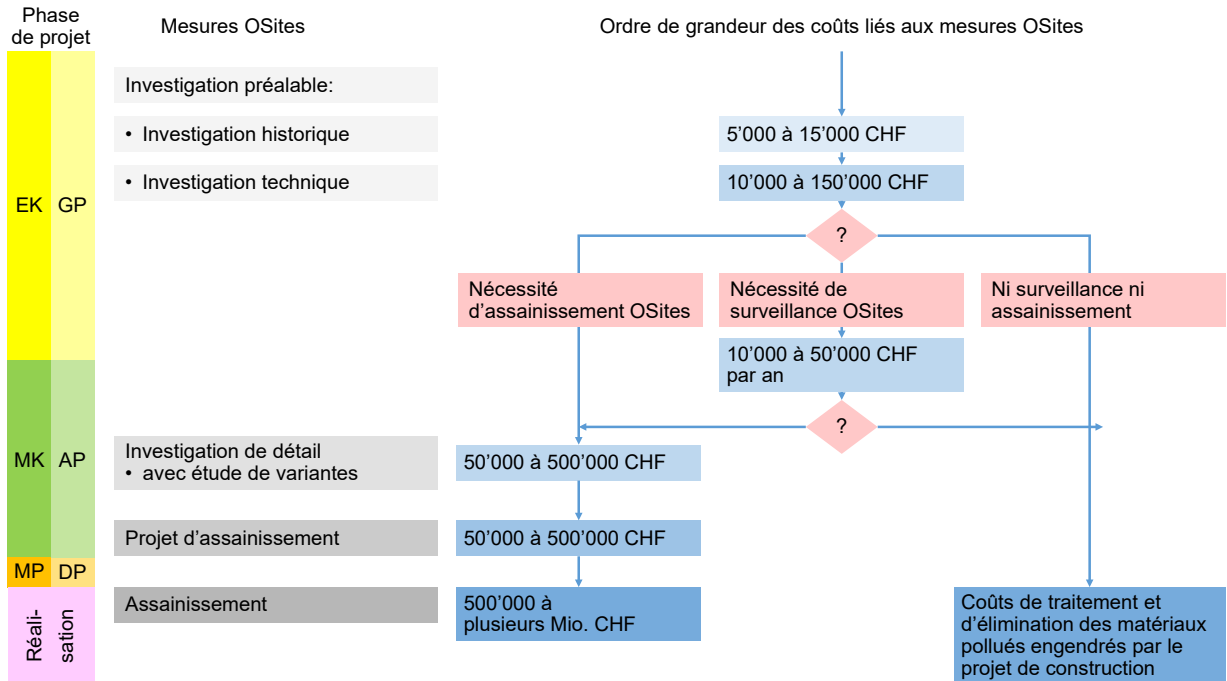 Phase
de projet
Mesures OSites
Ordre de grandeur des coûts liés aux mesures OSites
EK
GP
Investigation préalable:
• Investigation historique
5’000 à 15’000 CHF
• Investigation technique
10’000 à 150’000 CHF
?
Nécessité
d’assainissement OSites
Nécessité de
surveillance OSites
Ni surveillance ni
assainissement
10’000 à 50’000 CHF
par an
?
MK
AP
Investigation de détail
• avec étude de variantes
50’000 à 500’000 CHF
Projet d’assainissement
50’000 à 500’000 CHF
MP
DP
Réali-
sation
Assainissement
500’000 à
plusieurs Mio. CHF
Coûts de traitement et
d’élimination des matériaux
pollués engendrés par le
projet de construction